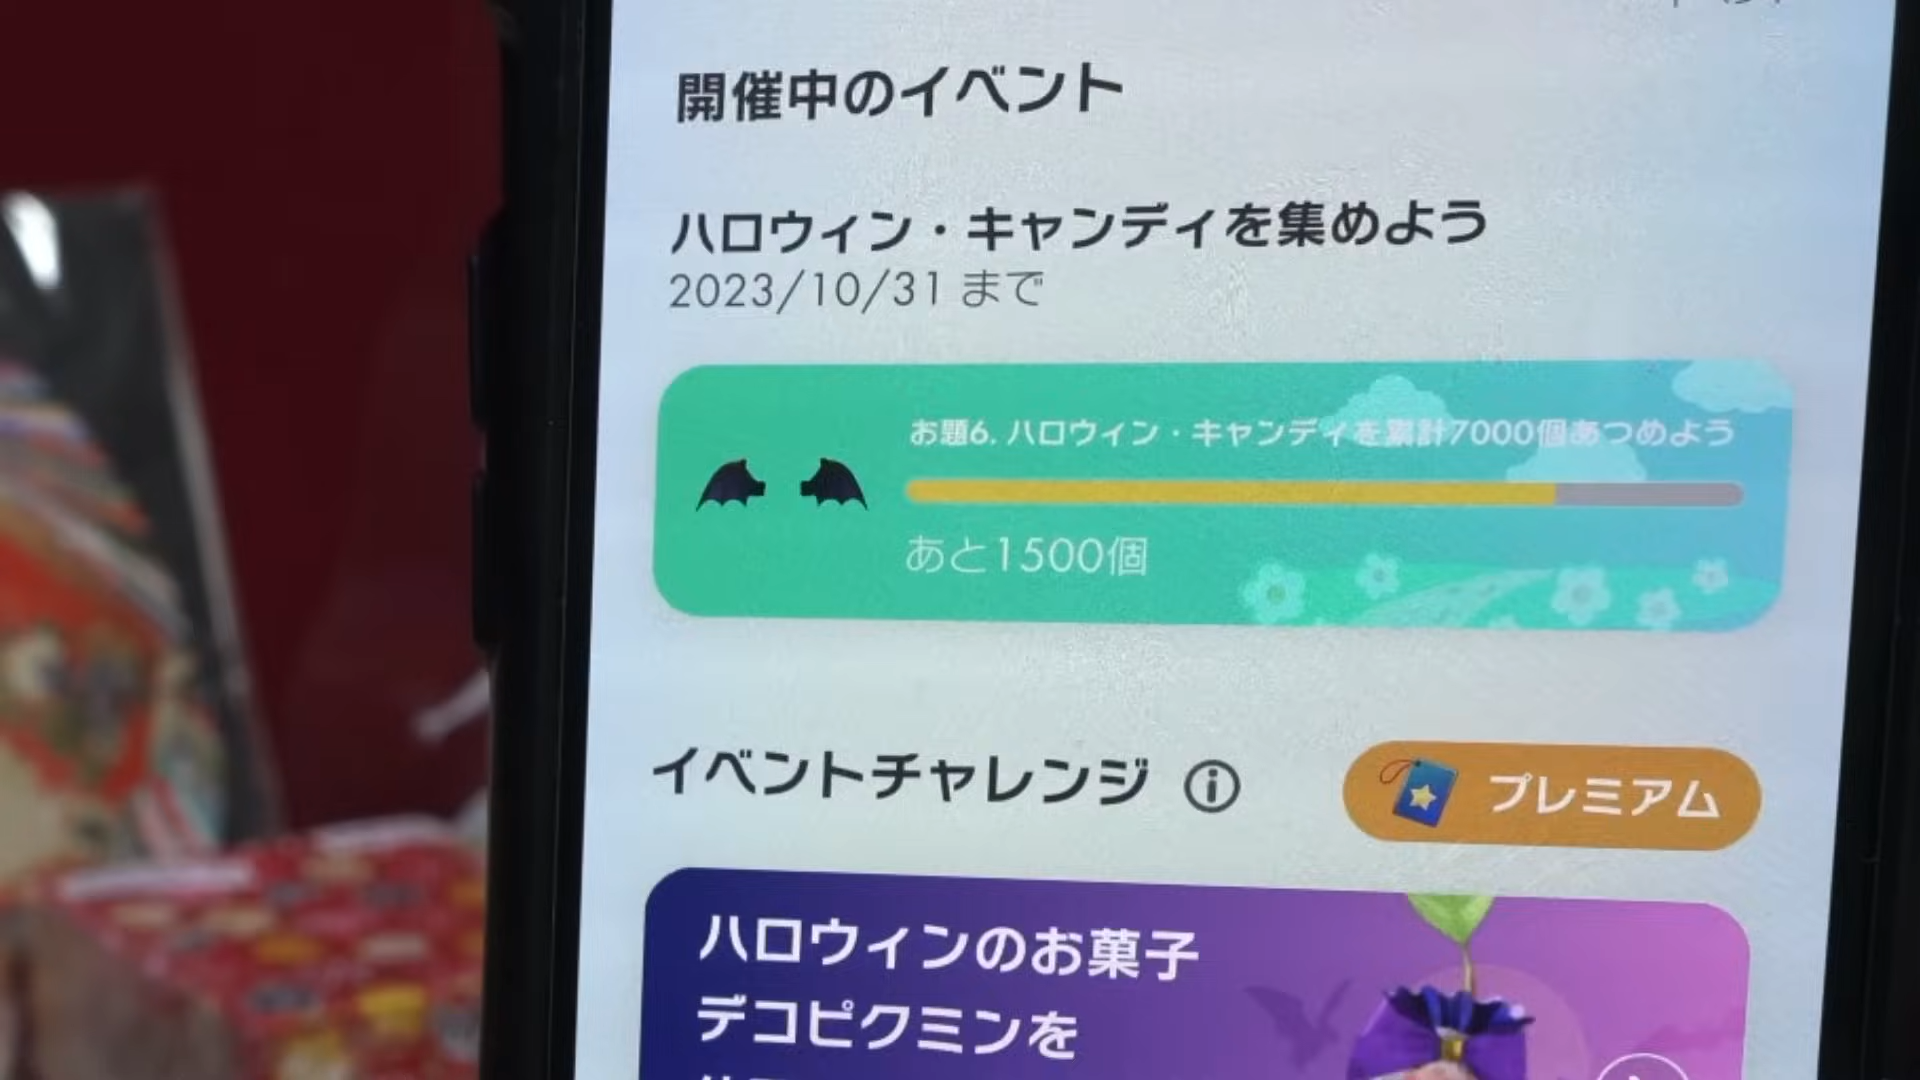 開催中のイベント
ハロウィン・キャンディを集めよう
2023/10/31 まで
お題6. ハロウィン・キャンディを累計7000個あつめよう
あと1500個
イベントチャレンジ
プレミアム
ハロウィンのお菓子
デコピクミンを